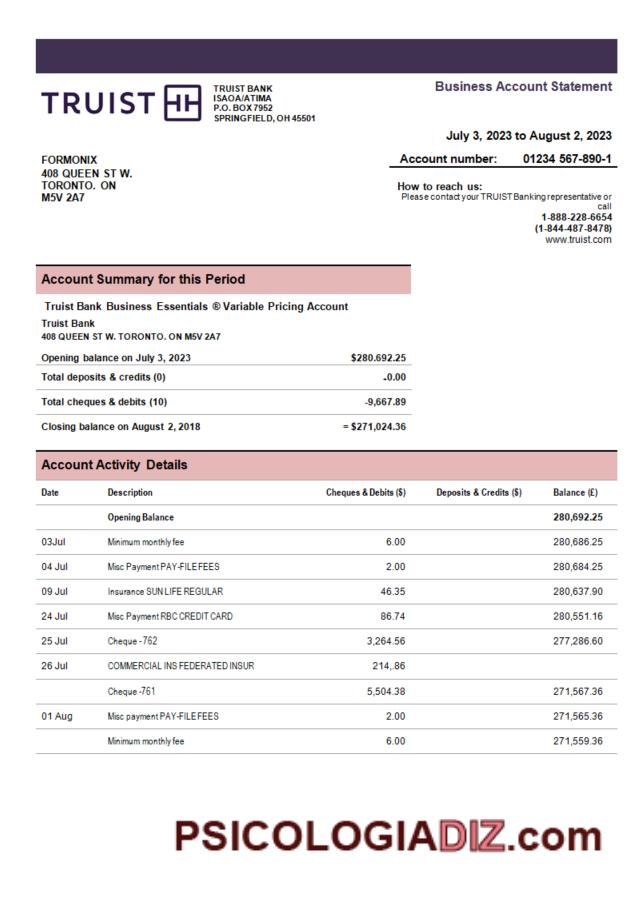 TRUIST
TRUIST BANK
ISAOA/ATIMA
P.O. BOX 7952
SPRINGFIELD, OH 45501
Business Account Statement
July 3, 2023 to August 2, 2023
Account number: 01234 567-890-1
FORMONIX
408 QUEEN ST W.
TORONTO. ON
M5V 2A7
How to reach us:
Please contact your TRUIST Banking representative or
call
1-888-228-6654
(1-844-487-8478)
www.truist.com
Account Summary for this Period
Truist Bank Business Essentials ® Variable Pricing Account
Truist Bank
408 QUEEN ST W. TORONTO. ON M5V 2A7
Opening balance on July 3, 2023 $280.692.25
Total deposits & credits (0) -0.00
Total cheques & debits (10) -9,667.89
Closing balance on August 2, 2018 = $271,024.36
Account Activity Details
Date Description Cheques & Debits ($) Deposits & Credits ($) Balance (£)
Opening Balance 280,692.25
03Jul Minimum monthly fee 6.00 280,686.25
04 Jul Misc Payment PAY-FILE FEES 2.00 280,684.25
09 Jul Insurance SUN LIFE REGULAR 46.35 280,637.90
24 Jul Misc Payment RBC CREDIT CARD 86.74 280,551.16
25 Jul Cheque -762 3,264.56 277,286.60
26 Jul COMMERCIAL INS FEDERATED INSUR 214,.86
Cheque -761 5,504.38 271,567.36
01 Aug Misc payment PAY-FILE FEES 2.00 271,565.36
Minimum monthly fee 6.00 271,559.36
PSICOLOGIADIZ.com